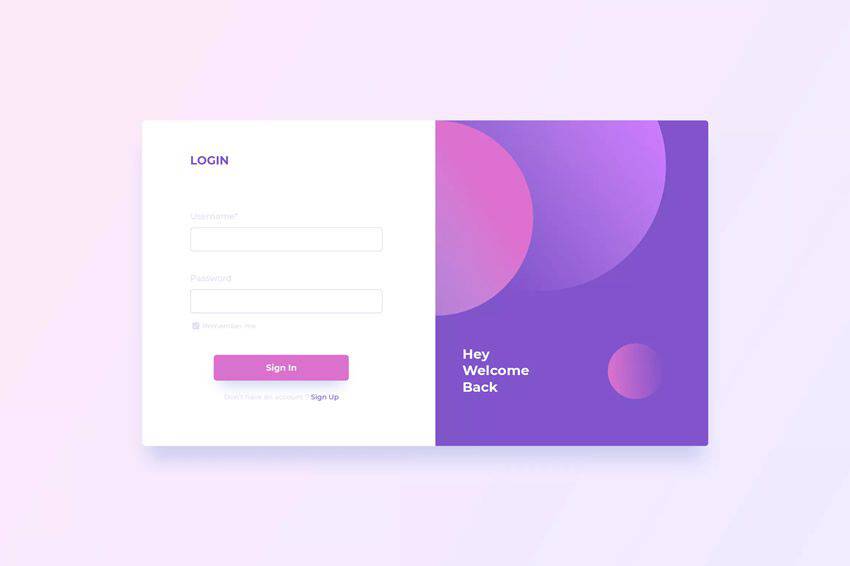 LOGIN
Username*
Password
Remember me
Sign In
Don't have an account ? Sign Up
Hey
Welcome
Back